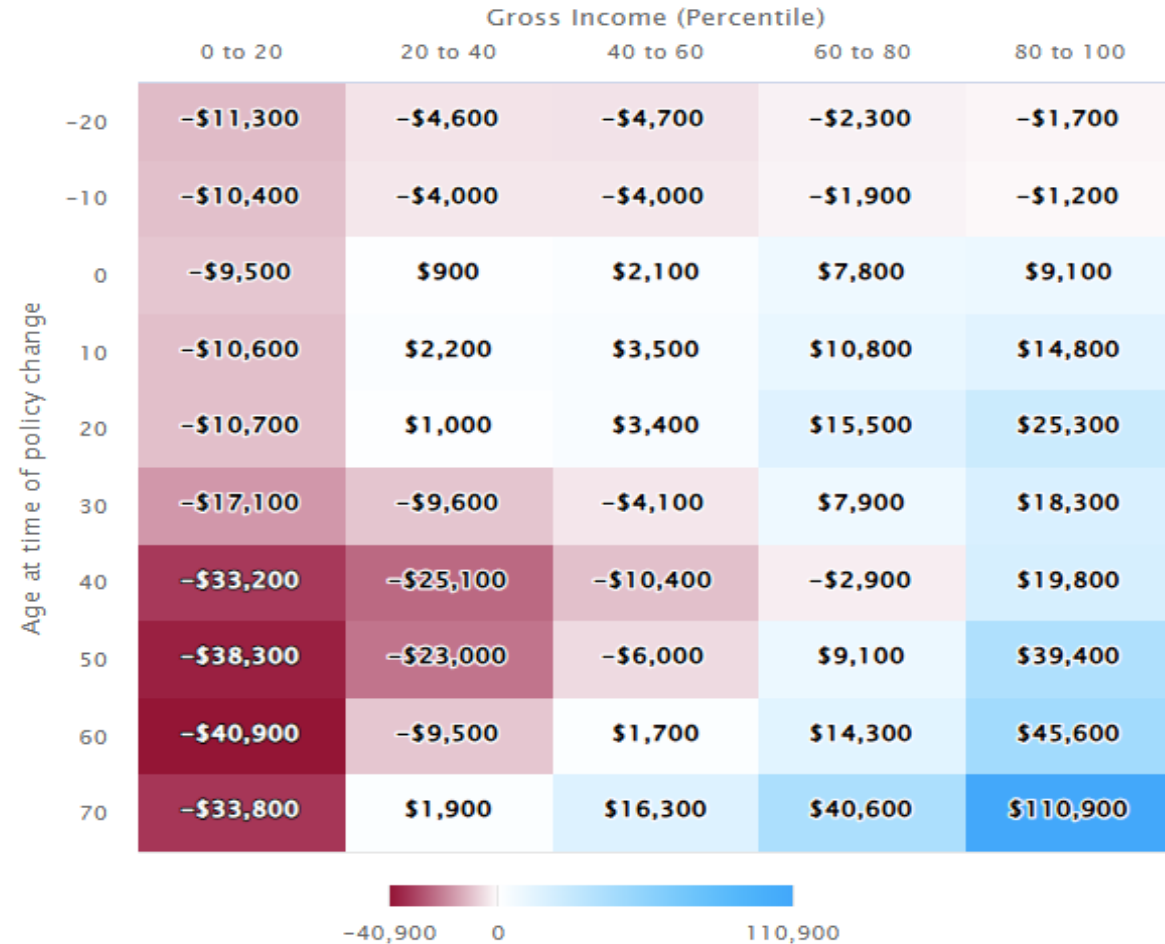 Gross Income (Percentile)
0 to 20 20 to 40 40 to 60 60 to 80 80 to 100
Age at time of policy change
-20 −$11,300 −$4,600 −$4,700 −$2,300 −$1,700
-10 −$10,400 −$4,000 −$4,000 −$1,900 −$1,200
0 −$9,500 $900 $2,100 $7,800 $9,100
10 −$10,600 $2,200 $3,500 $10,800 $14,800
20 −$10,700 $1,000 $3,400 $15,500 $25,300
30 −$17,100 −$9,600 −$4,100 $7,900 $18,300
40 −$33,200 −$25,100 −$10,400 −$2,900 $19,800
50 −$38,300 −$23,000 −$6,000 $9,100 $39,400
60 −$40,900 −$9,500 $1,700 $14,300 $45,600
70 −$33,800 $1,900 $16,300 $40,600 $110,900
−40,900 0 110,900